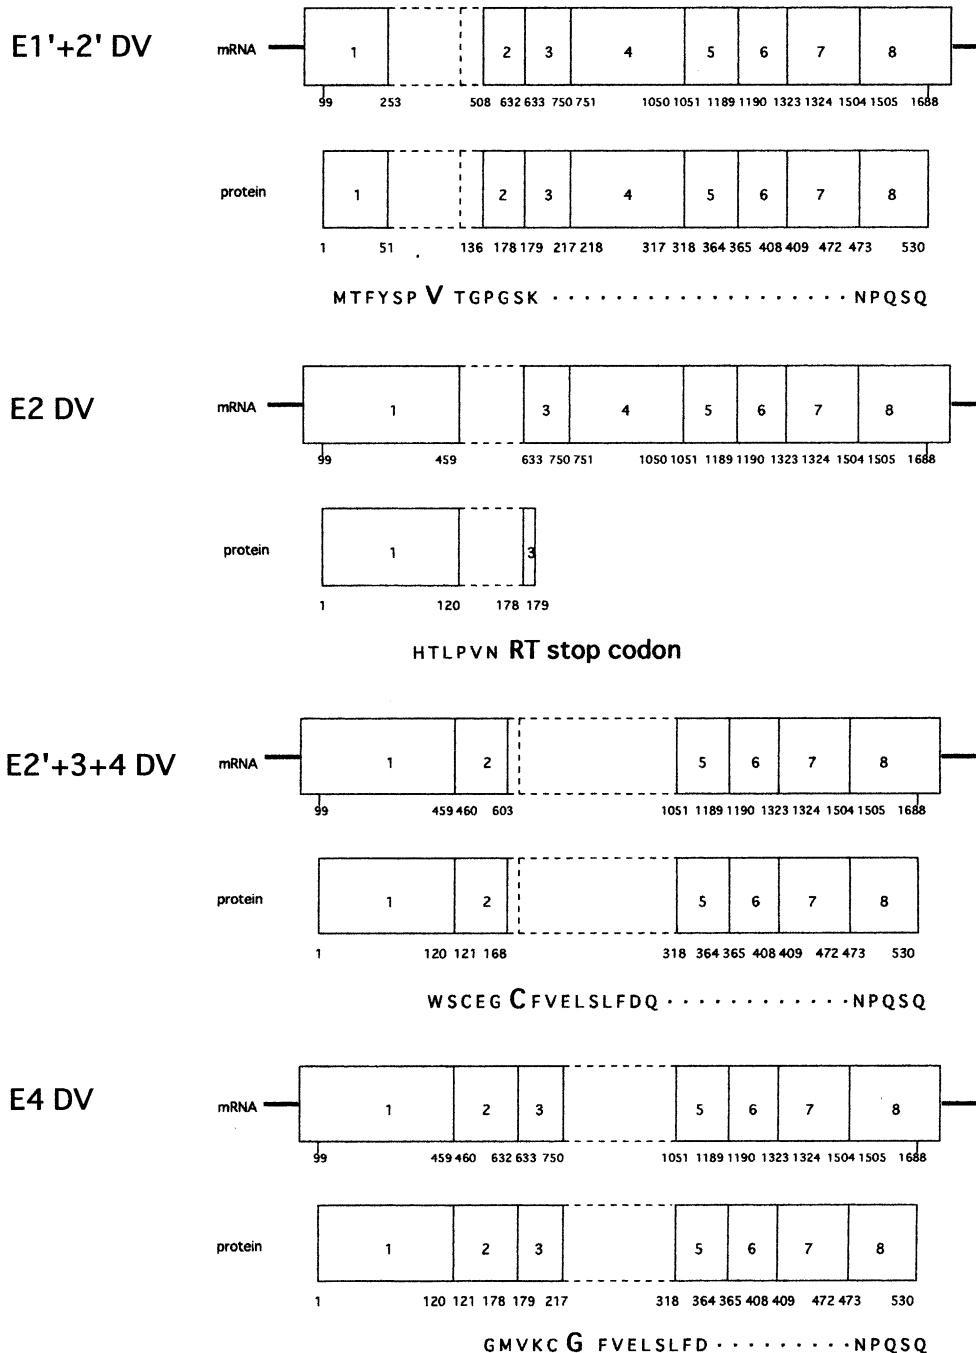 E1'+2' DV
mRNA 1 2 3 4 5 6 7 8
99 253 508 632 633 750 751 1050 1051 1189 1190 1323 1324 1504 1505 1688
protein 1 2 3 4 5 6 7 8
1 51 136 178 179 217 218 317 318 364 365 408 409 472 473 530
MTFYSP V TGPGSK · · · · · · · · · · · · · · · · NPQSQ
E2 DV
mRNA 1 3 4 5 6 7 8
99 459 633 750 751 1050 1051 1189 1190 1323 1324 1504 1505 1688
protein 1 3
1 120 178 179
HTLPVN RT stop codon
E2'+3+4 DV
mRNA 1 2 5 6 7 8
99 459 460 603 1051 1189 1190 1323 1324 1504 1505 1688
protein 1 2 5 6 7 8
1 120 121 168 318 364 365 408 409 472 473 530
WSCEG C FVELSLFDQ · · · · · · · · · · · · NPQSQ
E4 DV
mRNA 1 2 3 5 6 7 8
99 459 460 632 633 750 1051 1189 1190 1323 1324 1504 1505 1688
protein 1 2 3 5 6 7 8
1 120 121 178 179 217 318 364 365 408 409 472 473 530
GMVKC G FVELSLFD · · · · · · · · · NPQSQ